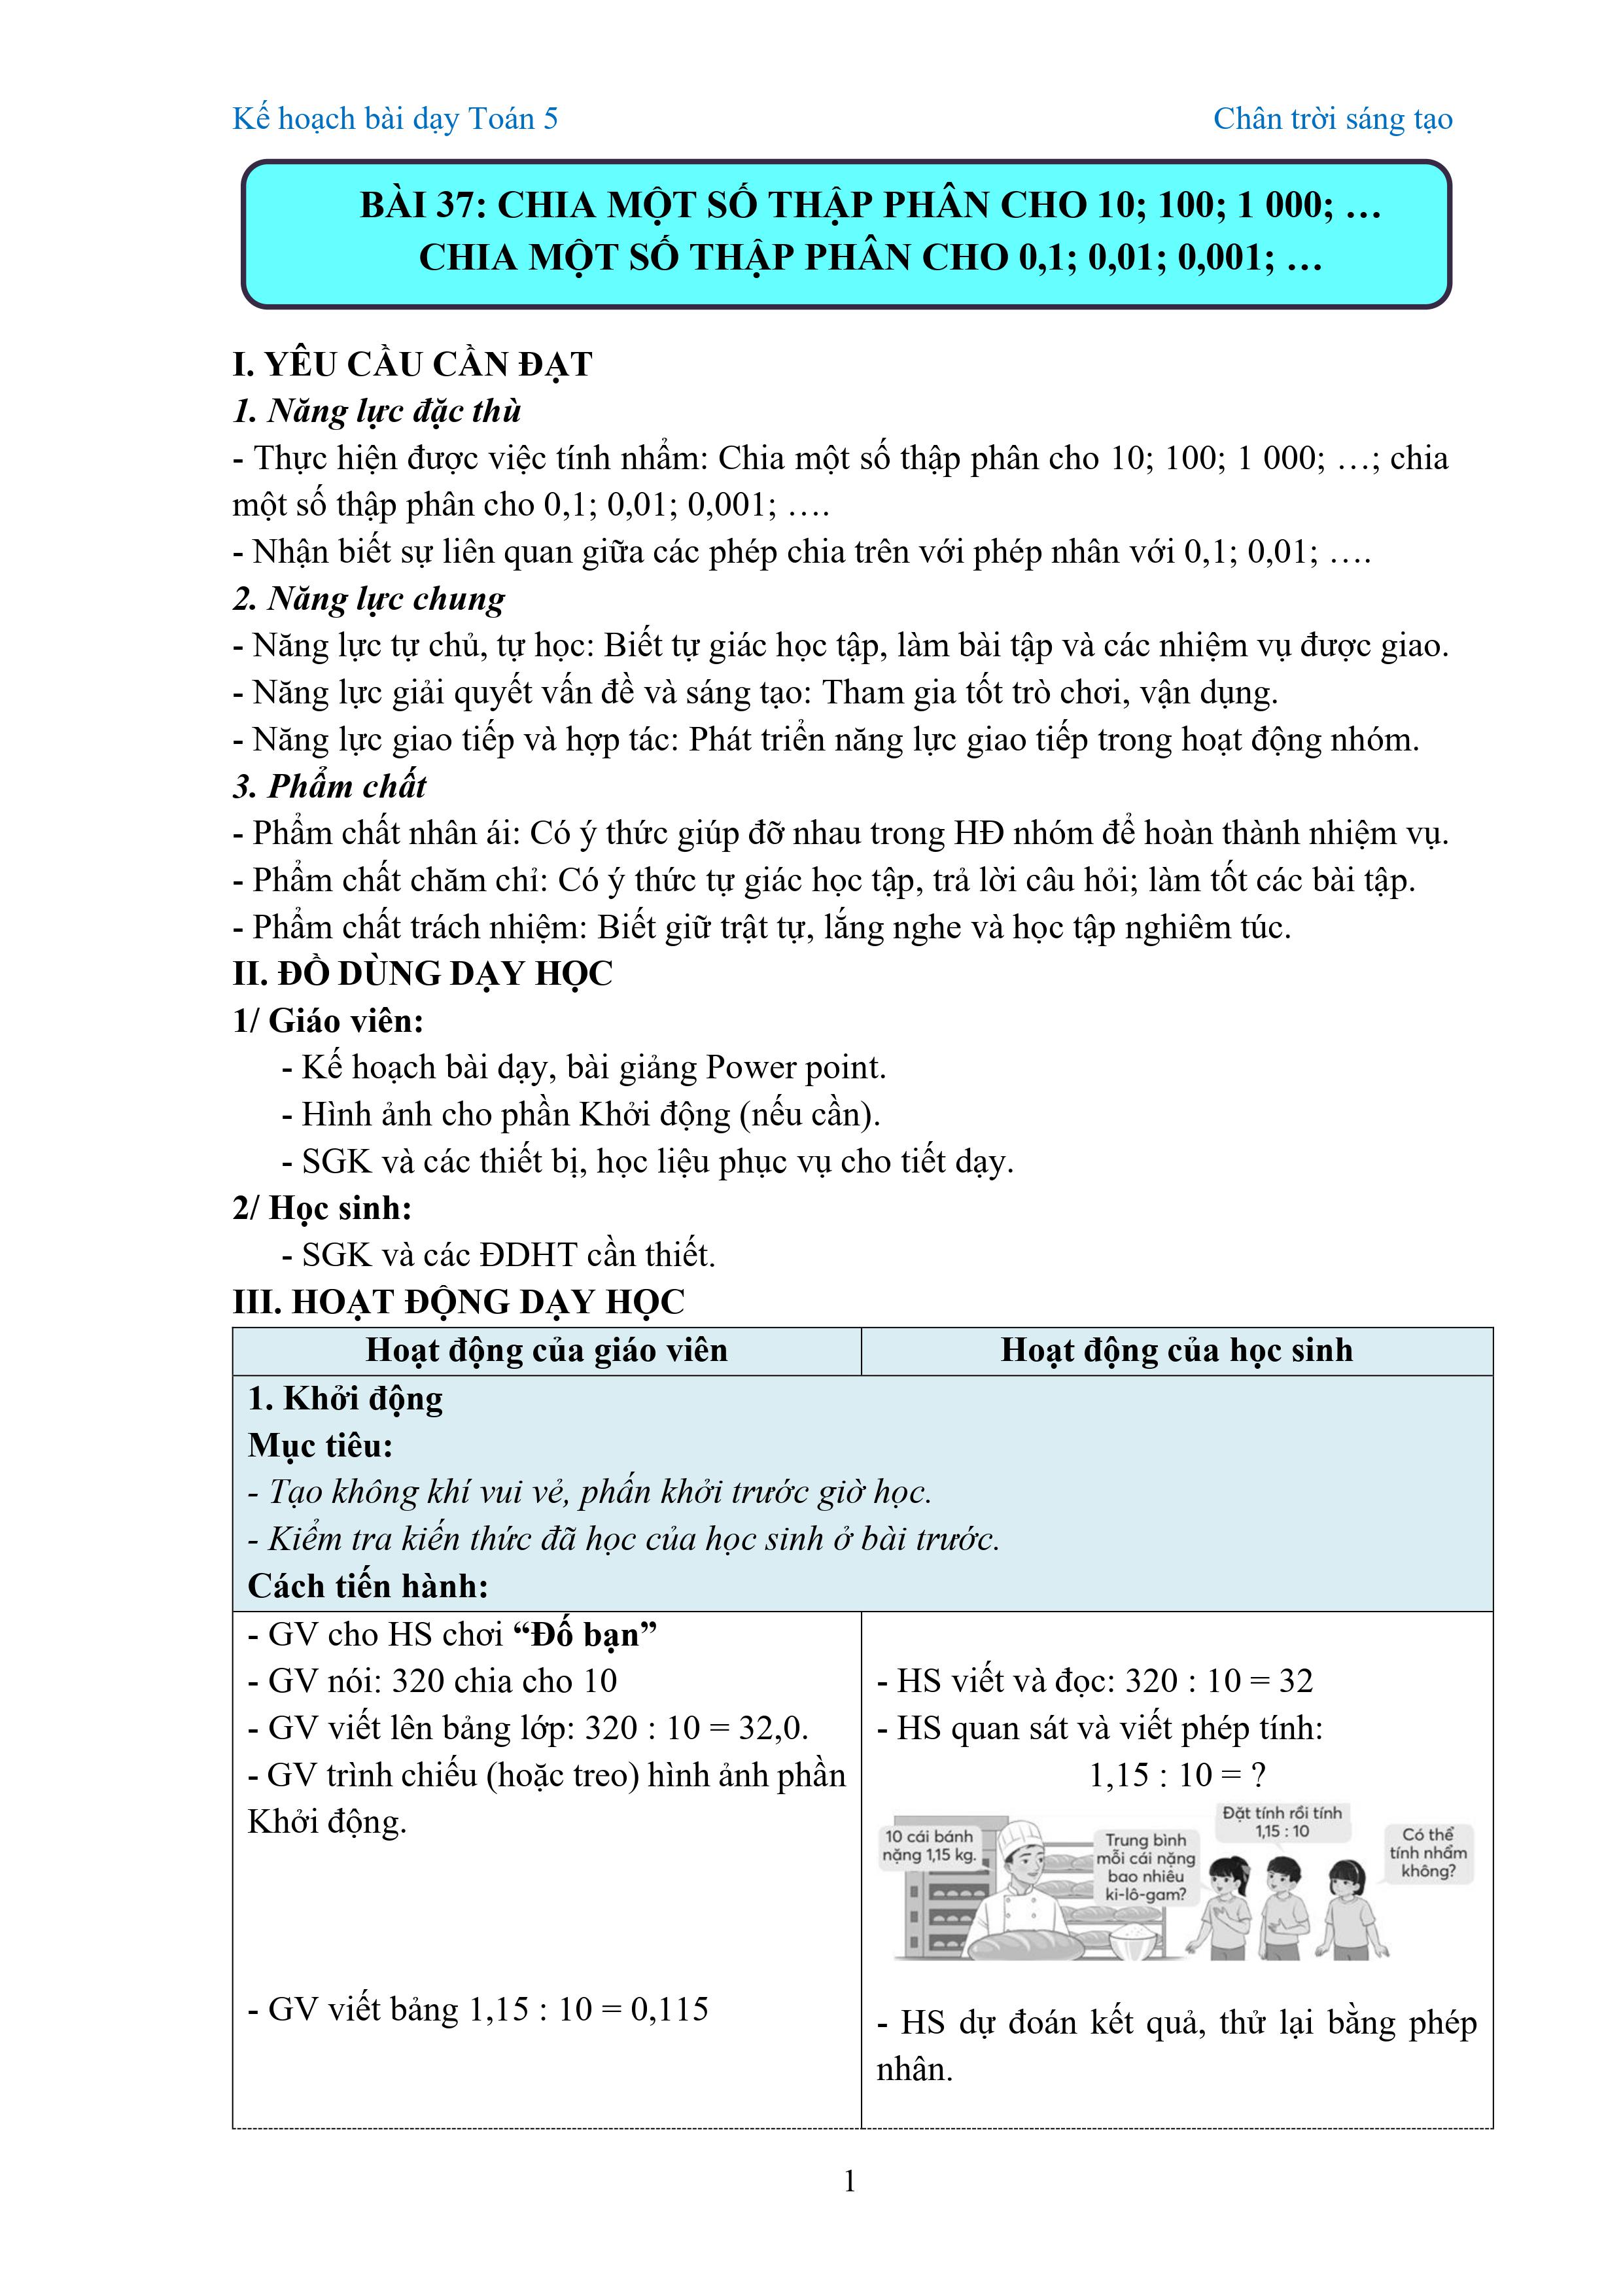 Kế hoạch bài dạy Toán 5 Chân trời sáng tạo
BÀI 37: CHIA MỘT SỐ THẬP PHÂN CHO 10; 100; 1 000; …
CHIA MỘT SỐ THẬP PHÂN CHO 0,1; 0,01; 0,001; …
I. YÊU CẦU CẦN ĐẠT
1. Năng lực đặc thù
- Thực hiện được việc tính nhẩm: Chia một số thập phân cho 10; 100; 1 000; …; chia
một số thập phân cho 0,1; 0,01; 0,001; ….
- Nhận biết sự liên quan giữa các phép chia trên với phép nhân với 0,1; 0,01; ….
2. Năng lực chung
- Năng lực tự chủ, tự học: Biết tự giác học tập, làm bài tập và các nhiệm vụ được giao.
- Năng lực giải quyết vấn đề và sáng tạo: Tham gia tốt trò chơi, vận dụng.
- Năng lực giao tiếp và hợp tác: Phát triển năng lực giao tiếp trong hoạt động nhóm.
3. Phẩm chất
- Phẩm chất nhân ái: Có ý thức giúp đỡ nhau trong HĐ nhóm để hoàn thành nhiệm vụ.
- Phẩm chất chăm chỉ: Có ý thức tự giác học tập, trả lời câu hỏi; làm tốt các bài tập.
- Phẩm chất trách nhiệm: Biết giữ trật tự, lắng nghe và học tập nghiêm túc.
II. ĐỒ DÙNG DẠY HỌC
1/ Giáo viên:
- Kế hoạch bài dạy, bài giảng Power point.
- Hình ảnh cho phần Khởi động (nếu cần).
- SGK và các thiết bị, học liệu phục vụ cho tiết dạy.
2/ Học sinh:
- SGK và các ĐDHT cần thiết.
III. HOẠT ĐỘNG DẠY HỌC
Hoạt động của giáo viên
Hoạt động của học sinh
1. Khởi động
Mục tiêu:
- Tạo không khí vui vẻ, phấn khởi trước giờ học.
- Kiểm tra kiến thức đã học của học sinh ở bài trước.
Cách tiến hành:
- GV cho HS chơi “Đố bạn”
- GV nói: 320 chia cho 10
- GV viết lên bảng lớp: 320 : 10 = 32,0.
- GV trình chiếu (hoặc treo) hình ảnh phần
Khởi động.
- GV viết bảng 1,15 : 10 = 0,115
- HS viết và đọc: 320 : 10 = 32
- HS quan sát và viết phép tính:
1,15 : 10 = ?
10 cái bánh
nặng 1,15 kg.
Trung bình
mỗi cái nặng
bao nhiêu
ki-lô-gam?
Đặt tính rồi tính
1,15 : 10
Có thể
tính nhẩm
không?
- HS dự đoán kết quả, thử lại bằng phép
nhân.
1